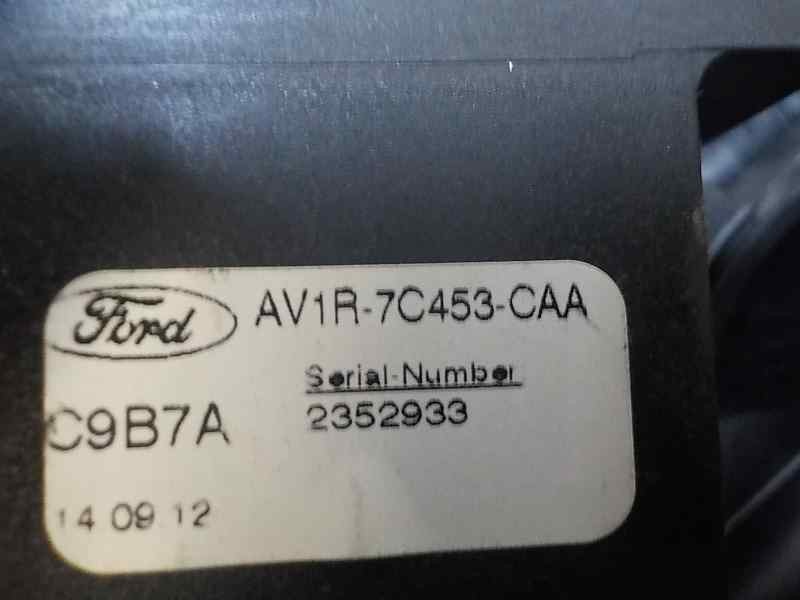 Ford
AV1R-7C453-CAA
Serial-Number
2352933
C9B7A
14 09 12